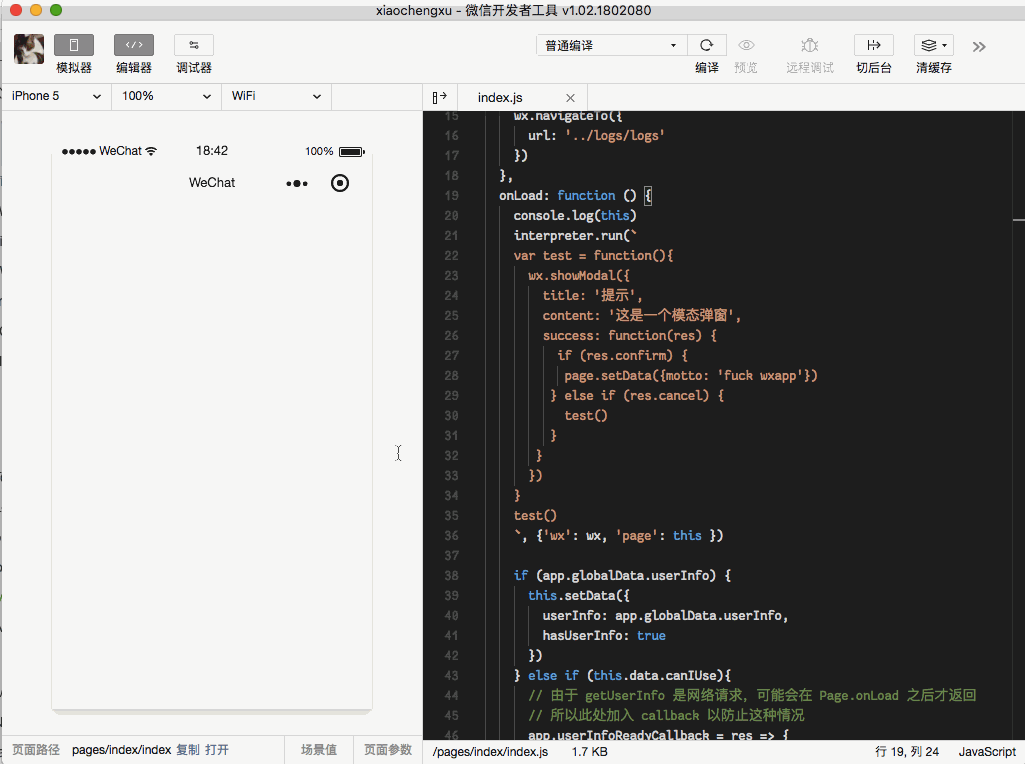 xiaochengxu - 微信开发者工具 v1.02.1802080
模拟器 编辑器 调试器 普通编译 编译 预览 远程调试 切后台 清缓存
iPhone 5 100% WiFi index.js
WeChat 18:42 100%
WeChat
15 wx.navigateTo({
16 url: '../logs/logs'
17 })
18 },
19 onLoad: function () {
20 console.log(this)
21 interpreter.run(`
22 var test = function(){
23 wx.showModal({
24 title: '提示',
25 content: '这是一个模态弹窗',
26 success: function(res) {
27 if (res.confirm) {
28 page.setData({motto: 'fuck wxapp'})
29 } else if (res.cancel) {
30 test()
31 }
32 }
33 })
34 }
35 test()
36 `, {'wx': wx, 'page': this })
37
38 if (app.globalData.userInfo) {
39 this.setData({
40 userInfo: app.globalData.userInfo,
41 hasUserInfo: true
42 })
43 } else if (this.data.canIUse){
44 // 由于 getUserInfo 是网络请求，可能会在 Page.onLoad 之后才返回
45 // 所以此处加入 callback 以防止这种情况
46 app.userInfoReadyCallback = res => {
页面路径 pages/index/index 复制 打开 场景值 页面参数 /pages/index/index.js 1.7 KB 行 19, 列 24 JavaScript